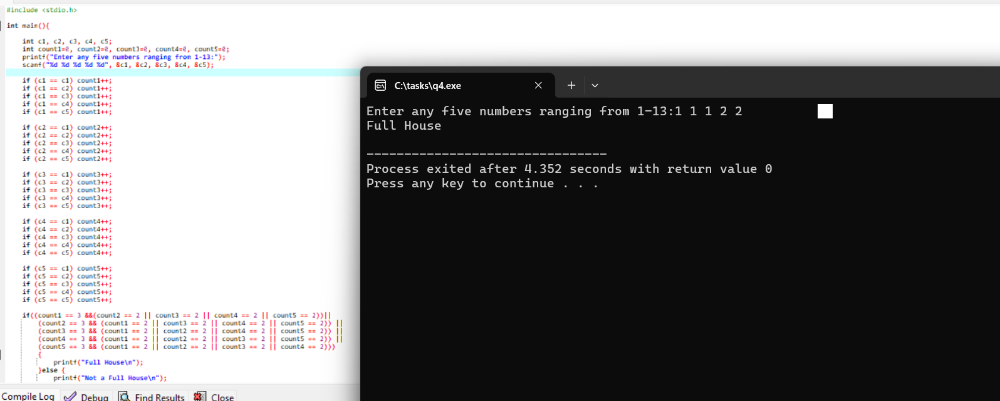 #include <stdio.h>
int main(){
int c1, c2, c3, c4, c5;
int count1=0, count2=0, count3=0, count4=0, count5=0;
printf("Enter any five numbers ranging from 1-13:");
scanf("%d %d %d %d %d", &c1, &c2, &c3, &c4, &c5);
if (c1 == c1) count1++;
if (c1 == c2) count1++;
if (c1 == c3) count1++;
if (c1 == c4) count1++;
if (c1 == c5) count1++;
if (c2 == c1) count2++;
if (c2 == c2) count2++;
if (c2 == c3) count2++;
if (c2 == c4) count2++;
if (c2 == c5) count2++;
if (c3 == c1) count3++;
if (c3 == c2) count3++;
if (c3 == c3) count3++;
if (c3 == c4) count3++;
if (c3 == c5) count3++;
if (c4 == c1) count4++;
if (c4 == c2) count4++;
if (c4 == c3) count4++;
if (c4 == c4) count4++;
if (c4 == c5) count4++;
if (c5 == c1) count5++;
if (c5 == c2) count5++;
if (c5 == c3) count5++;
if (c5 == c4) count5++;
if (c5 == c5) count5++;
if((count1 == 3 &&(count2 == 2 || count3 == 2 || count4 == 2 || count5 == 2))||
(count2 == 3 && (count1 == 2 || count3 == 2 || count4 == 2 || count5 == 2)) ||
(count3 == 3 && (count1 == 2 || count2 == 2 || count4 == 2 || count5 == 2)) ||
(count4 == 3 && (count1 == 2 || count2 == 2 || count3 == 2 || count5 == 2)) ||
(count5 == 3 && (count1 == 2 || count2 == 2 || count3 == 2 || count4 == 2)))
{
printf("Full House\n");
}else {
printf("Not a Full House\n");
Compile Log Debug Find Results Close
C:\tasks\q4.exe
Enter any five numbers ranging from 1-13:1 1 1 2 2
Full House
--------------------------------
Process exited after 4.352 seconds with return value 0
Press any key to continue . . .